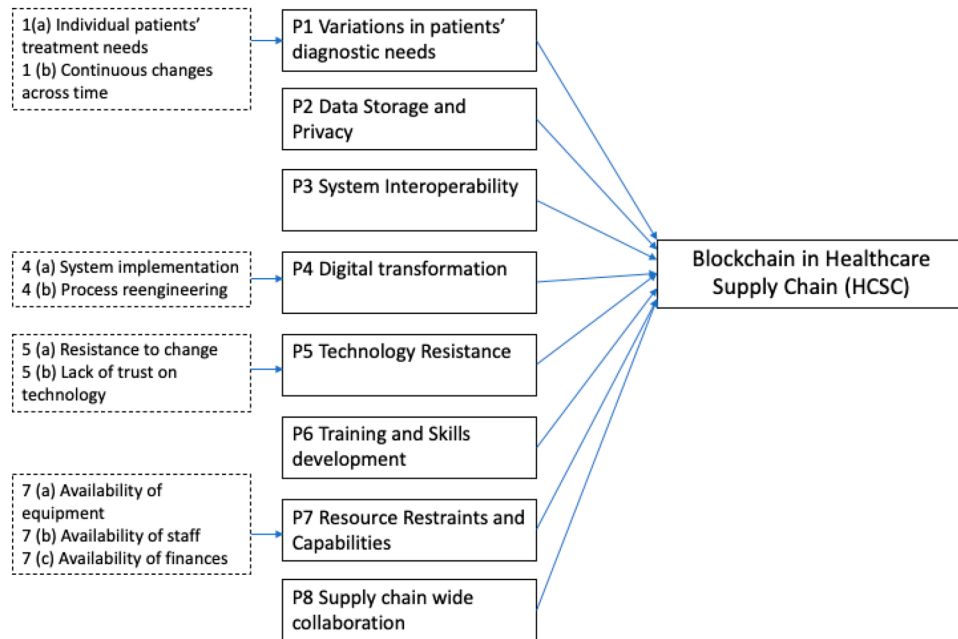 1(a) Individual patients'
treatment needs
1 (b) Continuous changes
across time
P1 Variations in patients'
diagnostic needs
P2 Data Storage and
Privacy
P3 System Interoperability
4 (a) System implementation
4 (b) Process reengineering
P4 Digital transformation
Blockchain in Healthcare
Supply Chain (HCSC)
5 (a) Resistance to change
5 (b) Lack of trust on
technology
P5 Technology Resistance
P6 Training and Skills
development
7 (a) Availability of
equipment
7 (b) Availability of staff
7 (c) Availability of finances
P7 Resource Restraints and
Capabilities
P8 Supply chain wide
collaboration